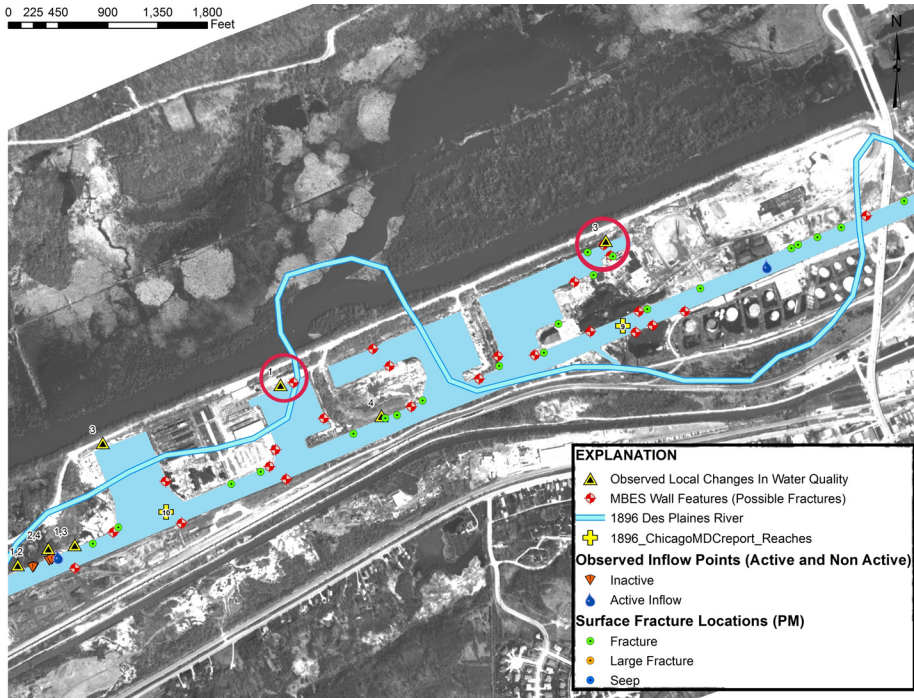 0 225 450 900 1,350 1,800
Feet
N
3
1
4
3
10
1,3
2,4
1,2
EXPLANATION
Observed Local Changes In Water Quality
MBES Wall Features (Possible Fractures)
1896 Des Plaines River
1896_ChicagoMDCreport_Reaches
Observed Inflow Points (Active and Non Active)
Inactive
Active Inflow
Surface Fracture Locations (PM)
Fracture
Large Fracture
Seep